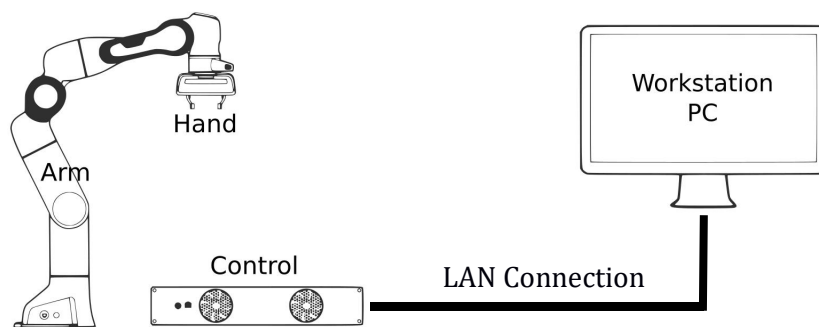 Workstation
PC
Hand
Arm
Control
LAN Connection